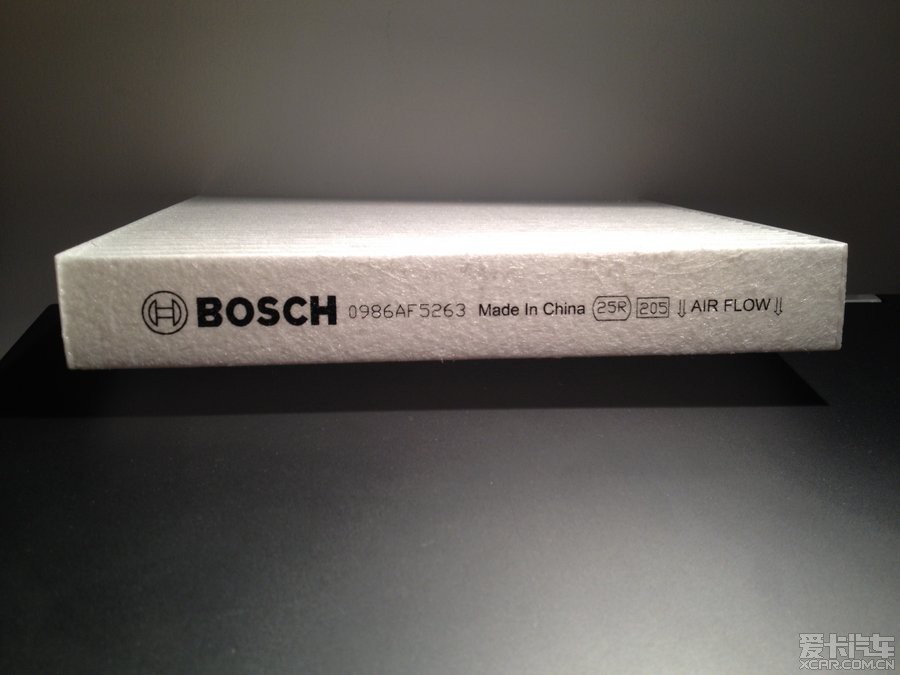 BOSCH 0986AF5263 Made In China 25R 205 ⇓ AIR FLOW ⇓
爱卡汽车
XCAR.COM.CN